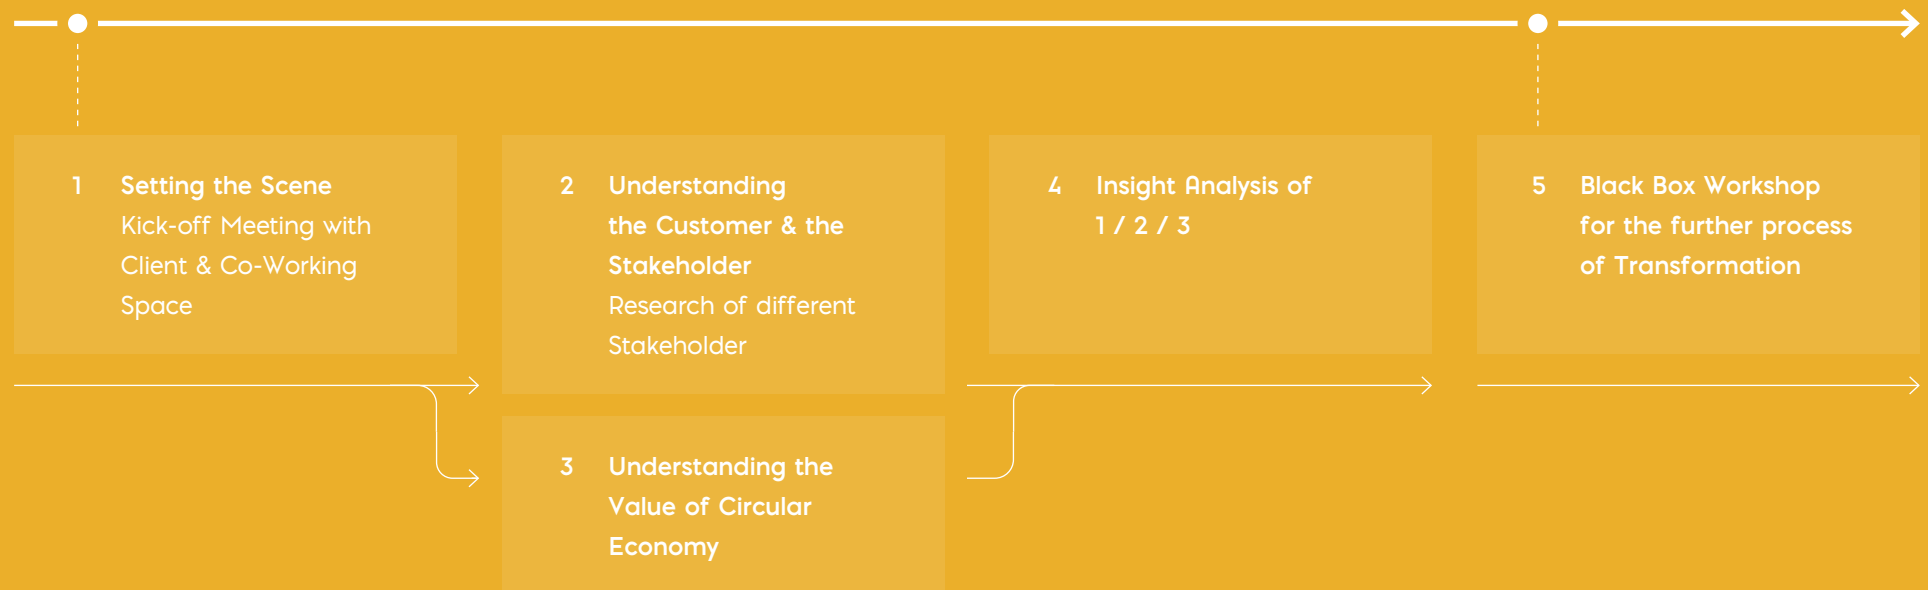 1 Setting the Scene
Kick-off Meeting with
Client & Co-Working
Space
2 Understanding
the Customer & the
Stakeholder
Research of different
Stakeholder
3 Understanding the
Value of Circular
Economy
4 Insight Analysis of
1 / 2 / 3
5 Black Box Workshop
for the further process
of Transformation